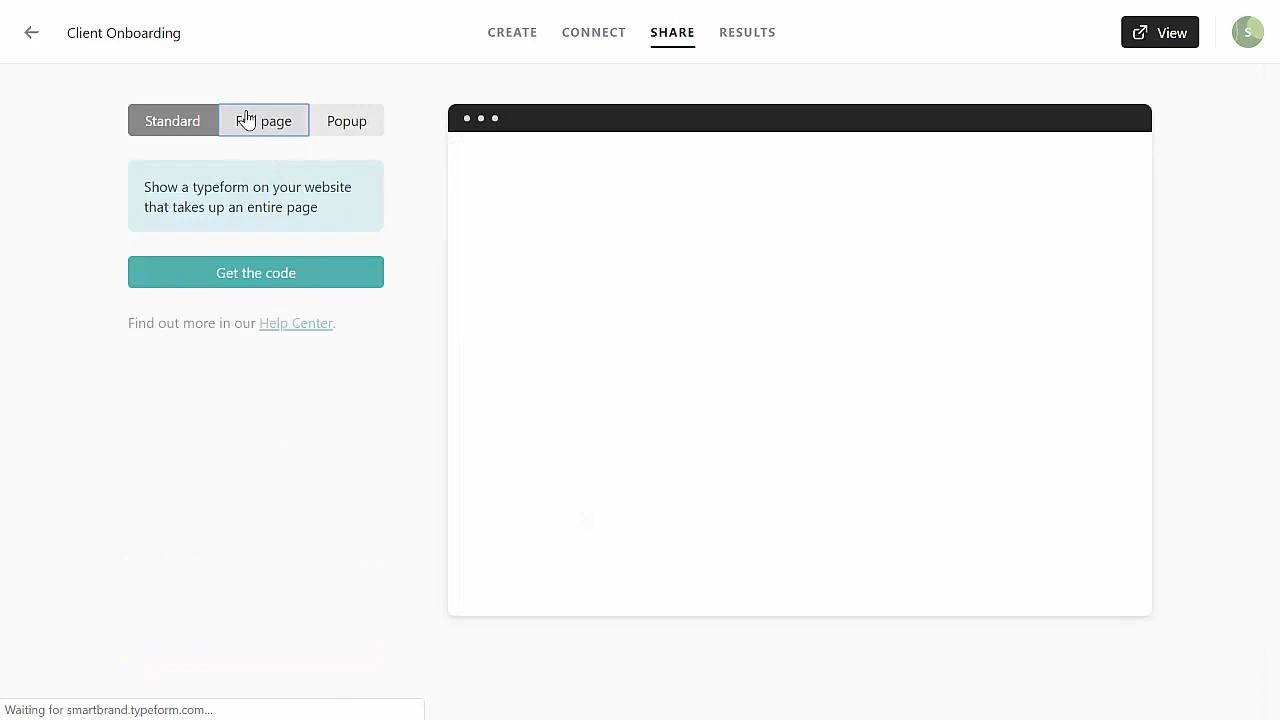 Client Onboarding
CREATE
CONNECT
SHARE
RESULTS
View
S
Standard
page
Popup
Show a typeform on your website
that takes up an entire page
Get the code
Find out more in our Help Center.
Waiting for smartbrand.typeform.com...